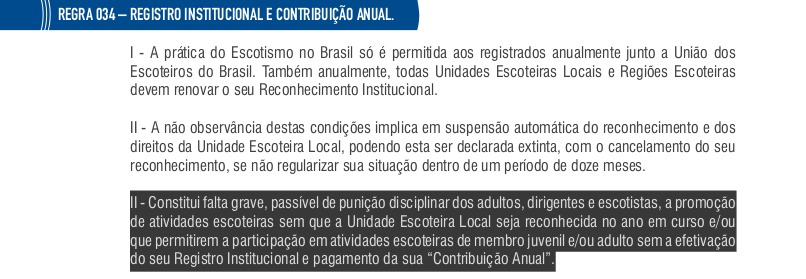 REGRA 034 – REGISTRO INSTITUCIONAL E CONTRIBUIÇÃO ANUAL.
I - A prática do Escotismo no Brasil só é permitida aos registrados anualmente junto a União dos
Escoteiros do Brasil. Também anualmente, todas Unidades Escoteiras Locais e Regiões Escoteiras
devem renovar o seu Reconhecimento Institucional.
II - A não observância destas condições implica em suspensão automática do reconhecimento e dos
direitos da Unidade Escoteira Local, podendo esta ser declarada extinta, com o cancelamento do seu
reconhecimento, se não regularizar sua situação dentro de um período de doze meses.
II - Constitui falta grave, passível de punição disciplinar dos adultos, dirigentes e escotistas, a promoção
de atividades escoteiras sem que a Unidade Escoteira Local seja reconhecida no ano em curso e/ou
que permitirem a participação em atividades escoteiras de membro juvenil e/ou adulto sem a efetivação
do seu Registro Institucional e pagamento da sua “Contribuição Anual”.